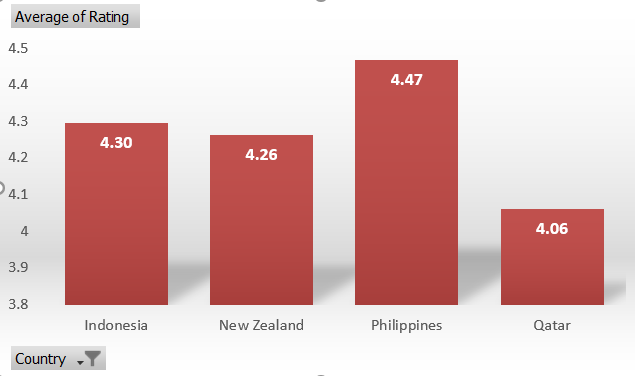 Average of Rating
4.5
4.4
4.3
4.2
4.1
4
3.9
3.8
4.30
4.26
4.47
4.06
Indonesia
New Zealand
Philippines
Qatar
Country